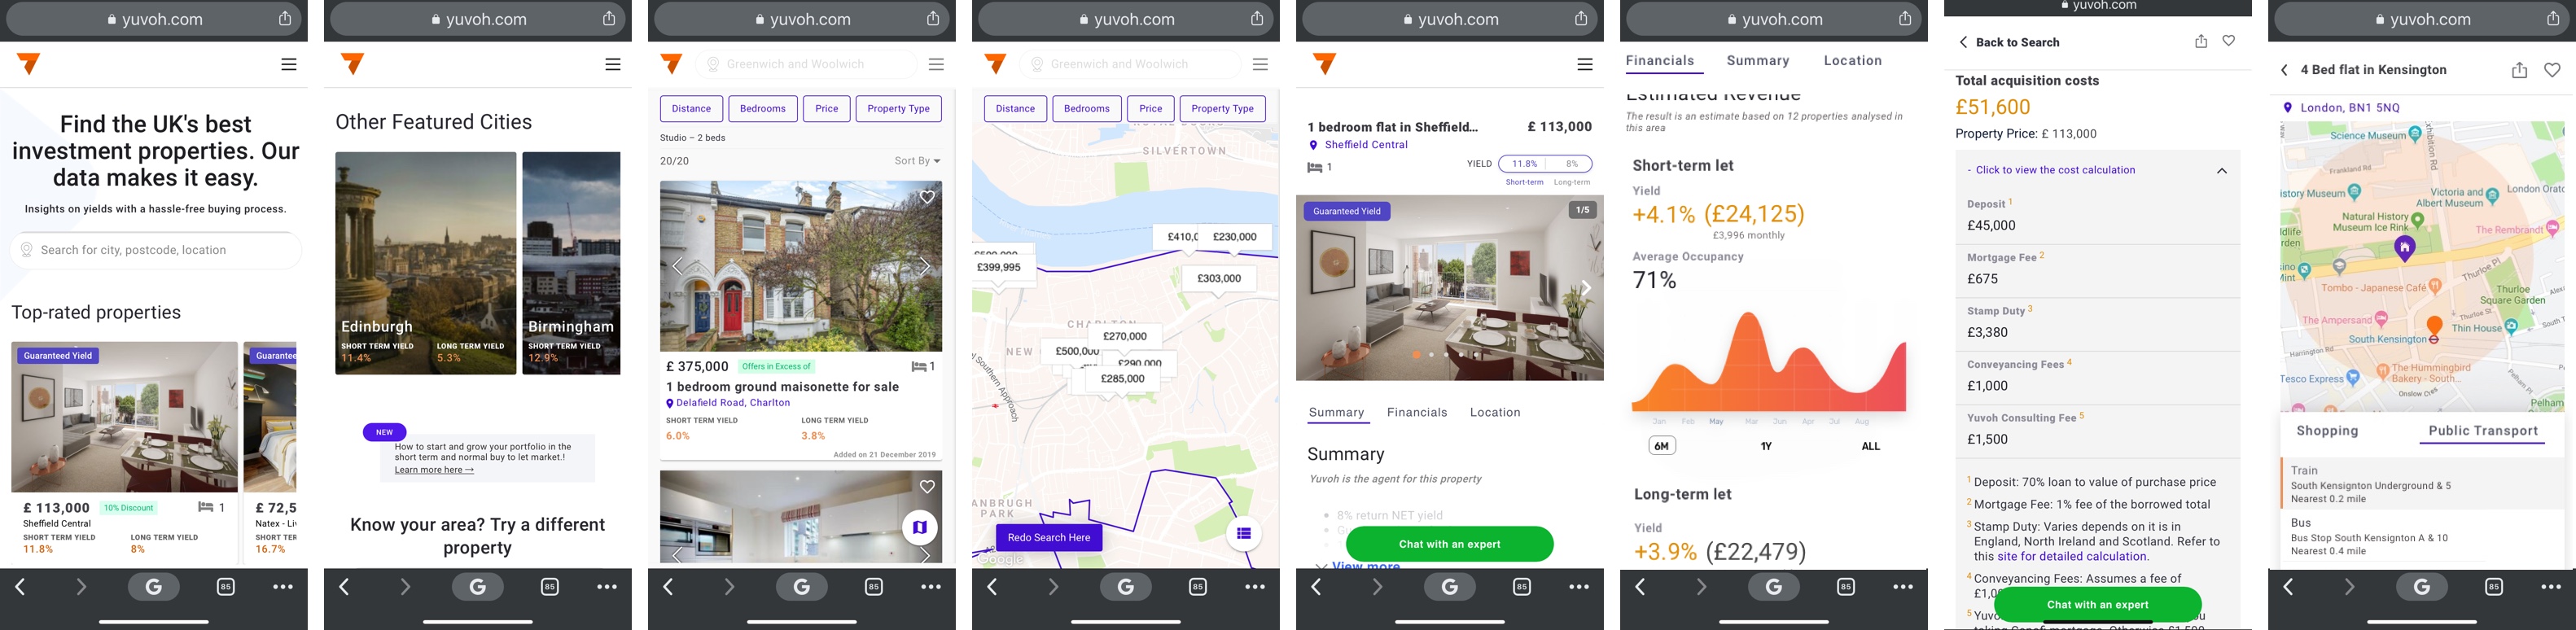 yuvoh.com
Find the UK's best
investment properties. Our
data makes it easy.
Insights on yields with a hassle-free buying process.
Search for city, postcode, location
Top-rated properties
Guaranteed Yield
Guarantee
£ 113,000
10% Discount
1
£ 72,5
Sheffield Central
Natex - Liv
SHORT TERM YIELD
LONG TERM YIELD
SHORT TER
11.8%
8%
16.7%
G
85
yuvoh.com
Other Featured Cities
Edinburgh
SHORT TERM YIELD
LONG TERM YIELD
11.4%
5.3%
Birmingham
SHORT TERM YIELD
12.9%
NEW
How to start and grow your portfolio in the
short term and normal buy to let market.!
Learn more here →
Know your area? Try a different
property
G
85
yuvoh.com
Greenwich and Woolwich
Distance
Bedrooms
Price
Property Type
Studio – 2 beds
20/20
Sort By
£ 375,000
Offers in Excess of
1
1 bedroom ground maisonette for sale
Delafield Road, Charlton
SHORT TERM YIELD
LONG TERM YIELD
6.0%
3.8%
Added on 21 December 2019
G
85
yuvoh.com
Greenwich and Woolwich
Distance
Bedrooms
Price
Property Type
SILVERTOWN
£410,0
£230,000
£399,995
£303,000
CHARLTON
£270,000
NEW
£500,000
£290,000
£285,000
Southern Approach
ANBRUGH
PARK
Redo Search Here
Google
G
85
yuvoh.com
1 bedroom flat in Sheffield...
£ 113,000
Sheffield Central
1
YIELD
11.8%
8%
Short-term
Long-term
Guaranteed Yield
1/5
Summary
Financials
Location
Summary
Yuvoh is the agent for this property
8% return NET yield
Chat with an expert
View more
G
85
yuvoh.com
Financials
Summary
Location
Estimated Revenue
The result is an estimate based on 12 properties analysed in
this area
Short-term let
Yield
+4.1% (£24,125)
£3,996 monthly
Average Occupancy
71%
Jan
Feb
May
Mar
Jun
Apr
Jul
Aug
6M
1Y
ALL
Long-term let
Yield
+3.9% (£22,479)
G
85
yuvoh.com
Back to Search
Total acquisition costs
£51,600
Property Price: £ 113,000
- Click to view the cost calculation
Deposit 1
£45,000
Mortgage Fee 2
£675
Stamp Duty 3
£3,380
Conveyancing Fees 4
£1,000
Yuvoh Consulting Fee 5
£1,500
1 Deposit: 70% loan to value of purchase price
2 Mortgage Fee: 1% fee of the borrowed total
3 Stamp Duty: Varies depends on it is in
England, North Ireland and Scotland. Refer to
this site for detailed calculation.
4 Conveyancing Fees: Assumes a fee of
£1,00
5 Yuvo
Chat with an expert
yuvoh.com
4 Bed flat in Kensington
London, BN1 5NQ
Science Museum
Exhibition Rd
Frankland Rd
istory Museum
Victoria and
Albert Museum
London Orato
Natural History
Museum Ice Rink
The Rembrandt
Thurloe Pl
Tombo - Japanese Café
Thurloe
Square Garden
Thurloe St
The Ampersand
Thin House
South Kensington
Harrington Rd
Tesco Express
The Hummingbird
Bakery - South...
Onslow Cres
Pelham
Shopping
Public Transport
Train
South Kensignton Underground & 5
Nearest 0.2 mile
Bus
Bus Stop South Kensignton A & 10
Nearest 0.4 mile
G
85